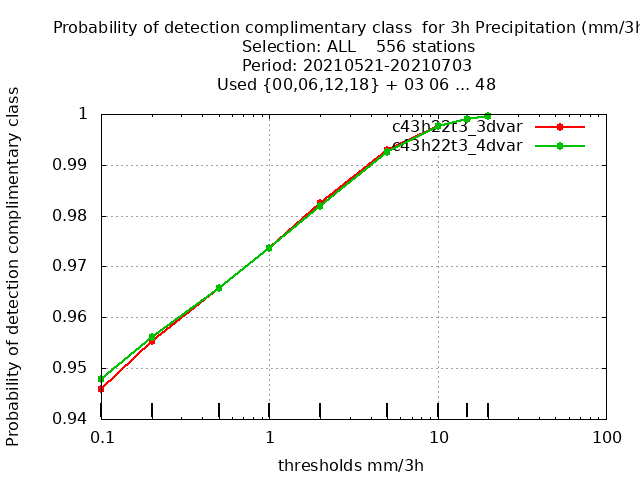 Probability of detection complimentary class  for 3h Precipitation (mm/3h
Selection: ALL    556 stations
Period: 20210521-20210703
Used {00,06,12,18} + 03 06 ... 48
Probability of detection complimentary class
1
0.99
0.98
0.97
0.96
0.95
0.94
c43h22t3_3dvar
c43h22t3_4dvar
0.1
1
10
100
thresholds mm/3h